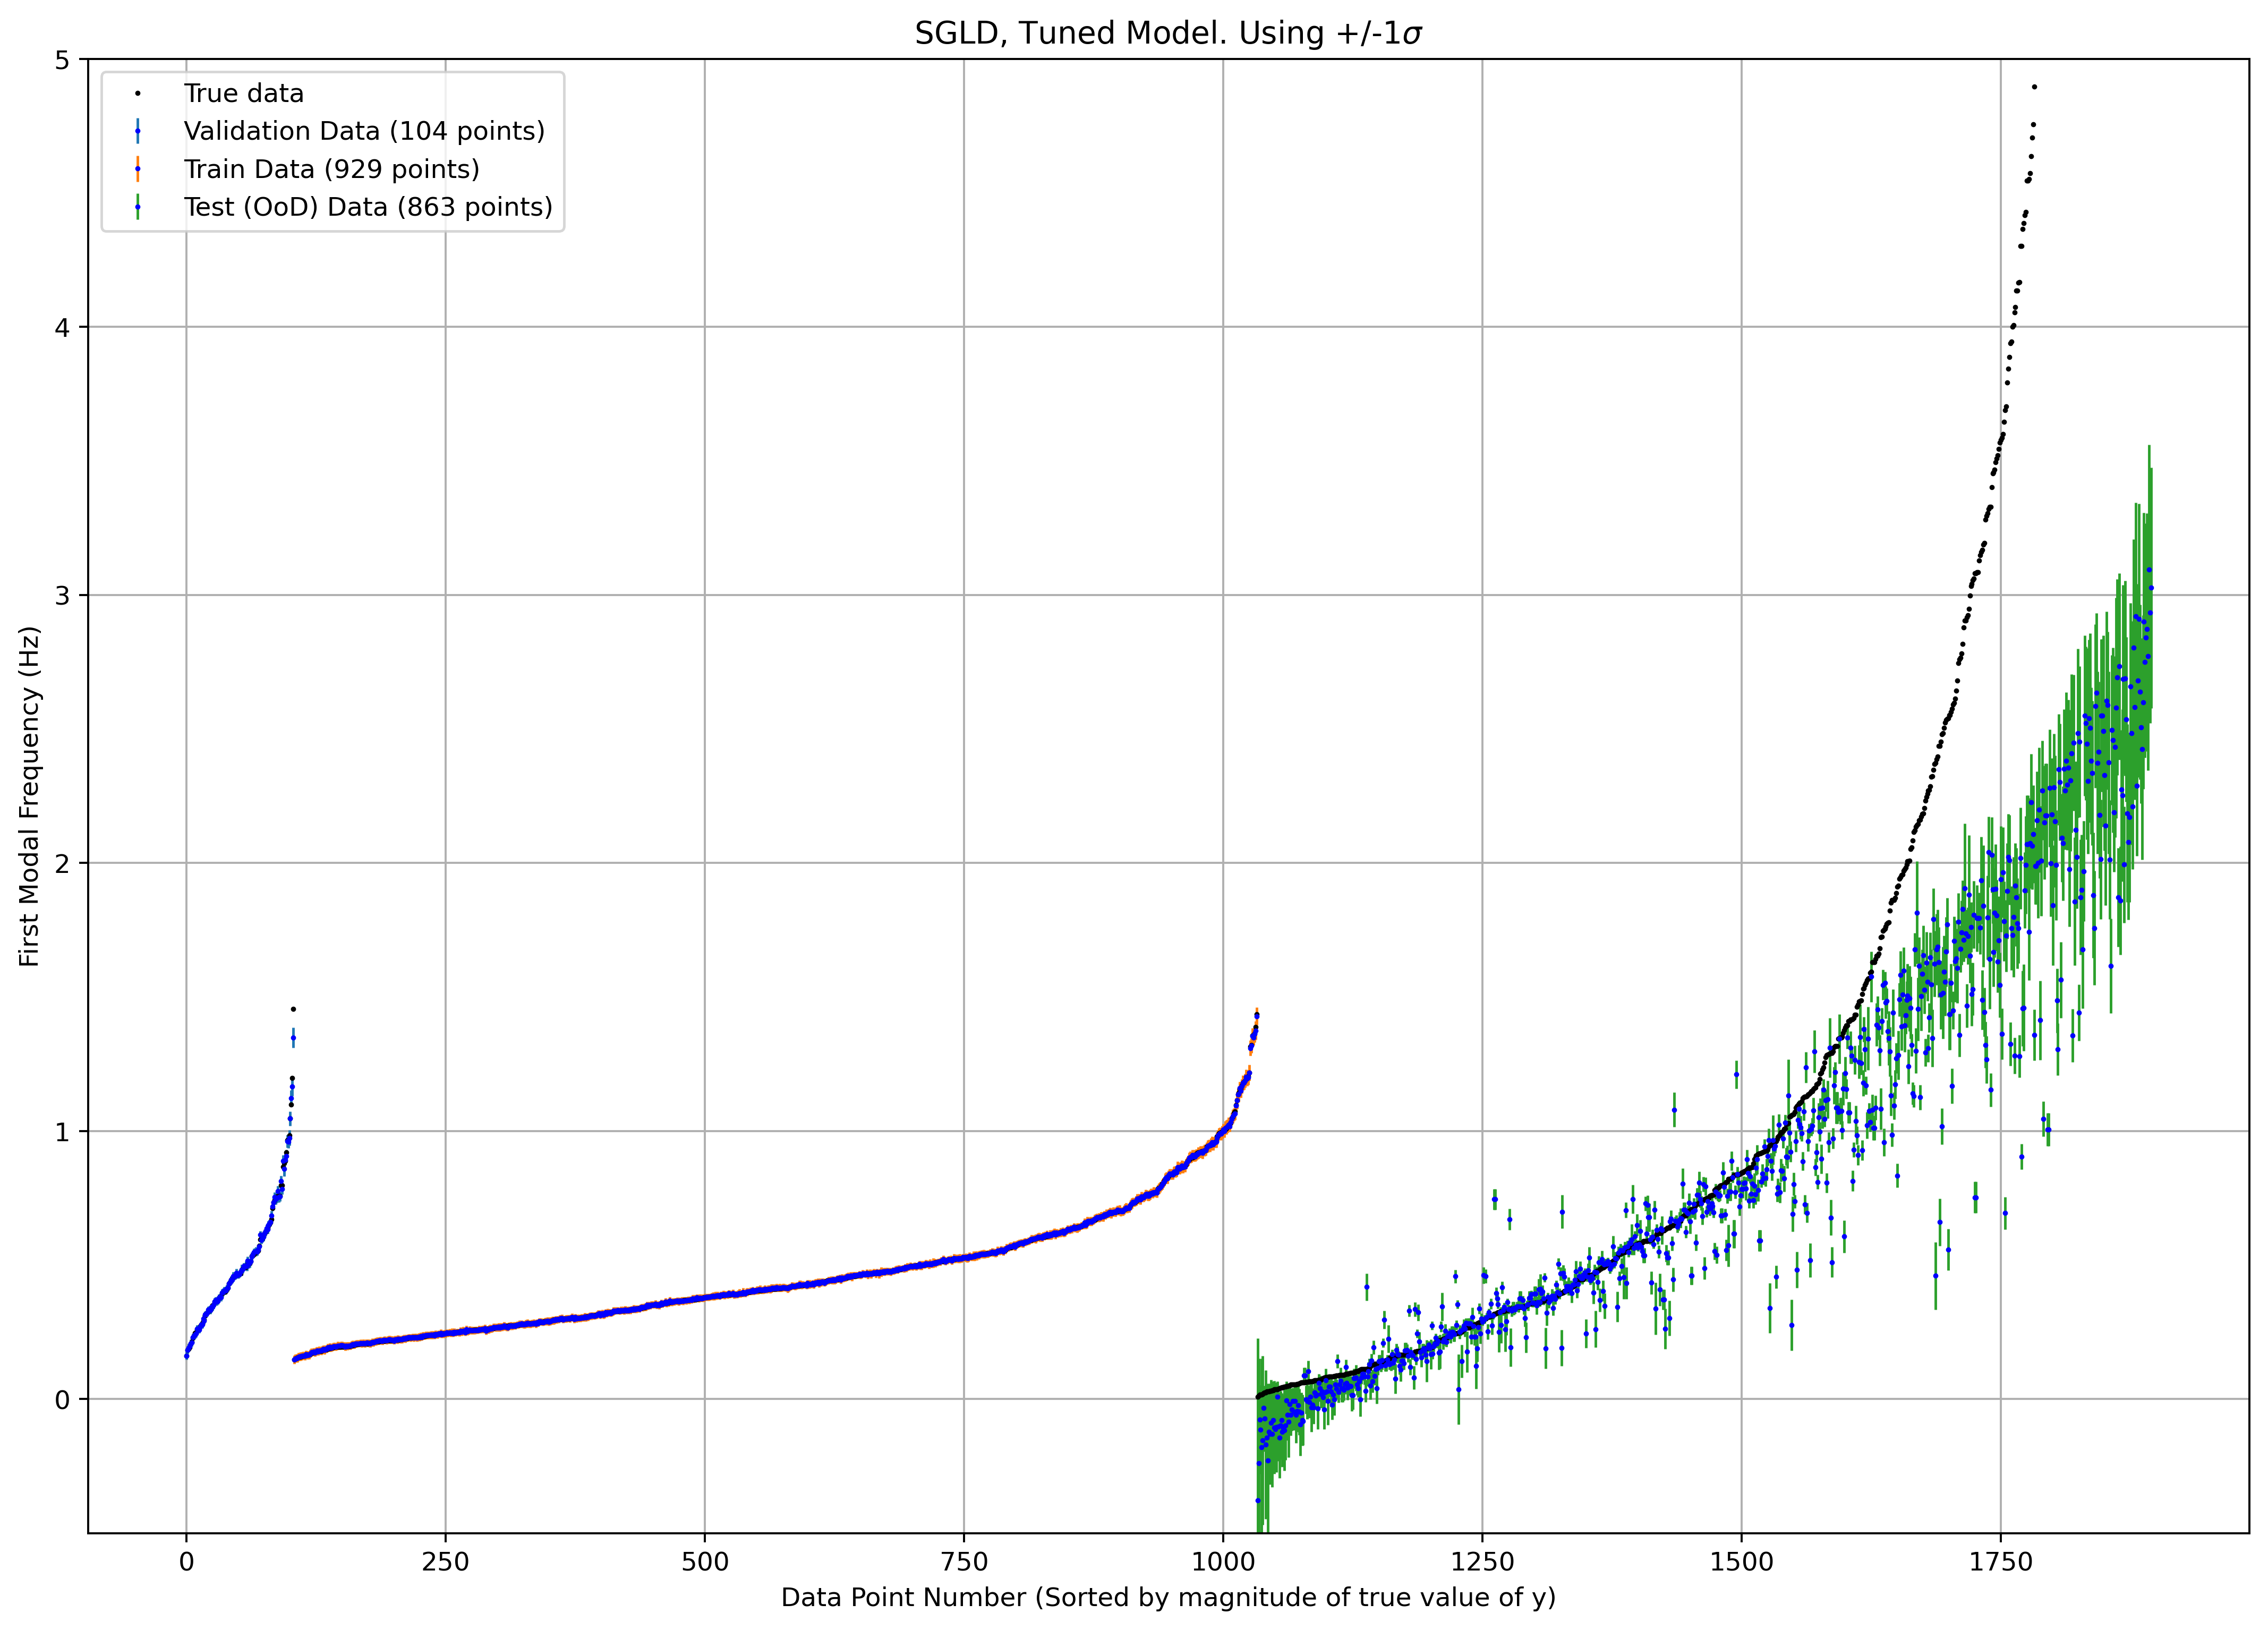 SGLD, Tuned Model. Using +/-1σ
True data
Validation Data (104 points)
Train Data (929 points)
Test (OoD) Data (863 points)
5
4
3
2
1
0
First Modal Frequency (Hz)
0 250 500 750 1000 1250 1500 1750
Data Point Number (Sorted by magnitude of true value of y)